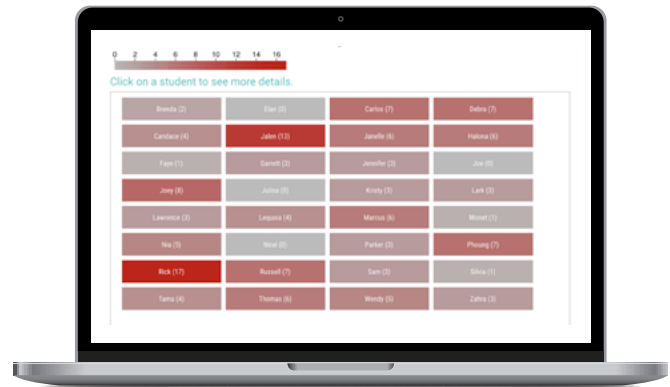 0 2 4 6 8 10 12 14 16
Click on a student to see more details.
Brenda (2) Elan (0) Carlos (7) Debra (7)
Candace (4) Jalen (13) Janelle (6) Halona (6)
Faye (1) Garrett (3) Jennifer (3) Joe (0)
Joey (8) Julina (0) Kristy (3) Lark (3)
Lawrence (3) Lequoia (4) Marcus (6) Monet (1)
Nia (5) Neal (0) Parker (3) Phoung (7)
Rick (17) Russell (7) Sam (3) Silvia (1)
Tama (4) Thomas (6) Wendy (5) Zahra (3)